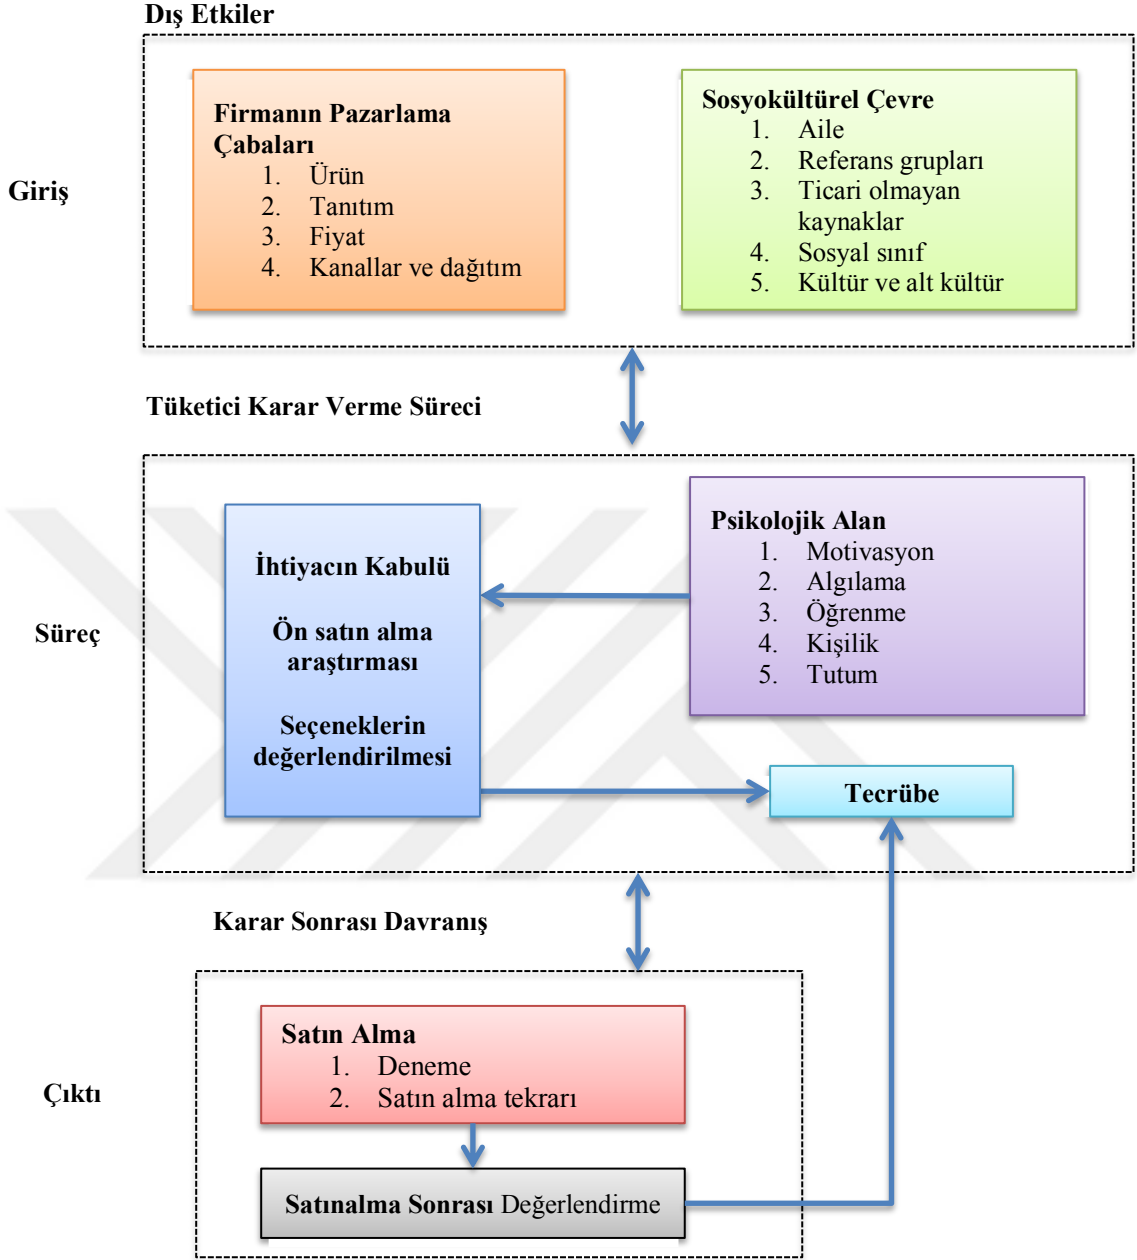 Dış Etkiler
Giriş
Firmanın Pazarlama
Çabaları
1. Ürün
2. Tanıtım
3. Fiyat
4. Kanallar ve dağıtım
Sosyokültürel Çevre
1. Aile
2. Referans grupları
3. Ticari olmayan
kaynaklar
4. Sosyal sınıf
5. Kültür ve alt kültür
Tüketici Karar Verme Süreci
Süreç
İhtiyacın Kabulü
Ön satın alma
araştırması
Seçeneklerin
değerlendirilmesi
Psikolojik Alan
1. Motivasyon
2. Algılama
3. Öğrenme
4. Kişilik
5. Tutum
Tecrübe
Karar Sonrası Davranış
Çıktı
Satın Alma
1. Deneme
2. Satın alma tekrarı
Satınalma Sonrası Değerlendirme